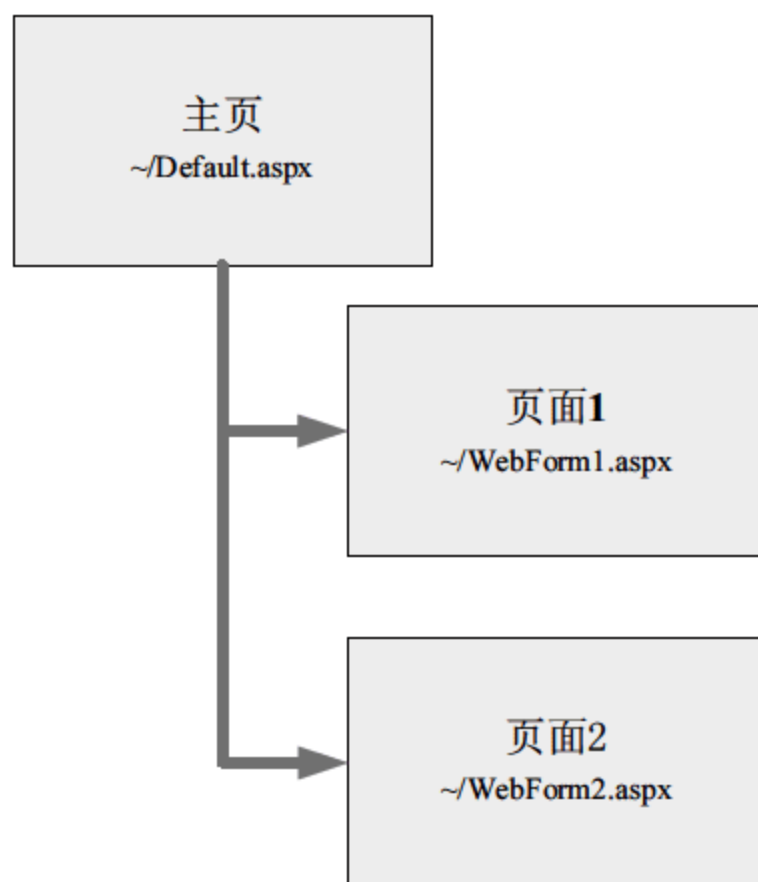 主页
~/Default.aspx
页面1
~/WebForm1.aspx
页面2
~/WebForm2.aspx